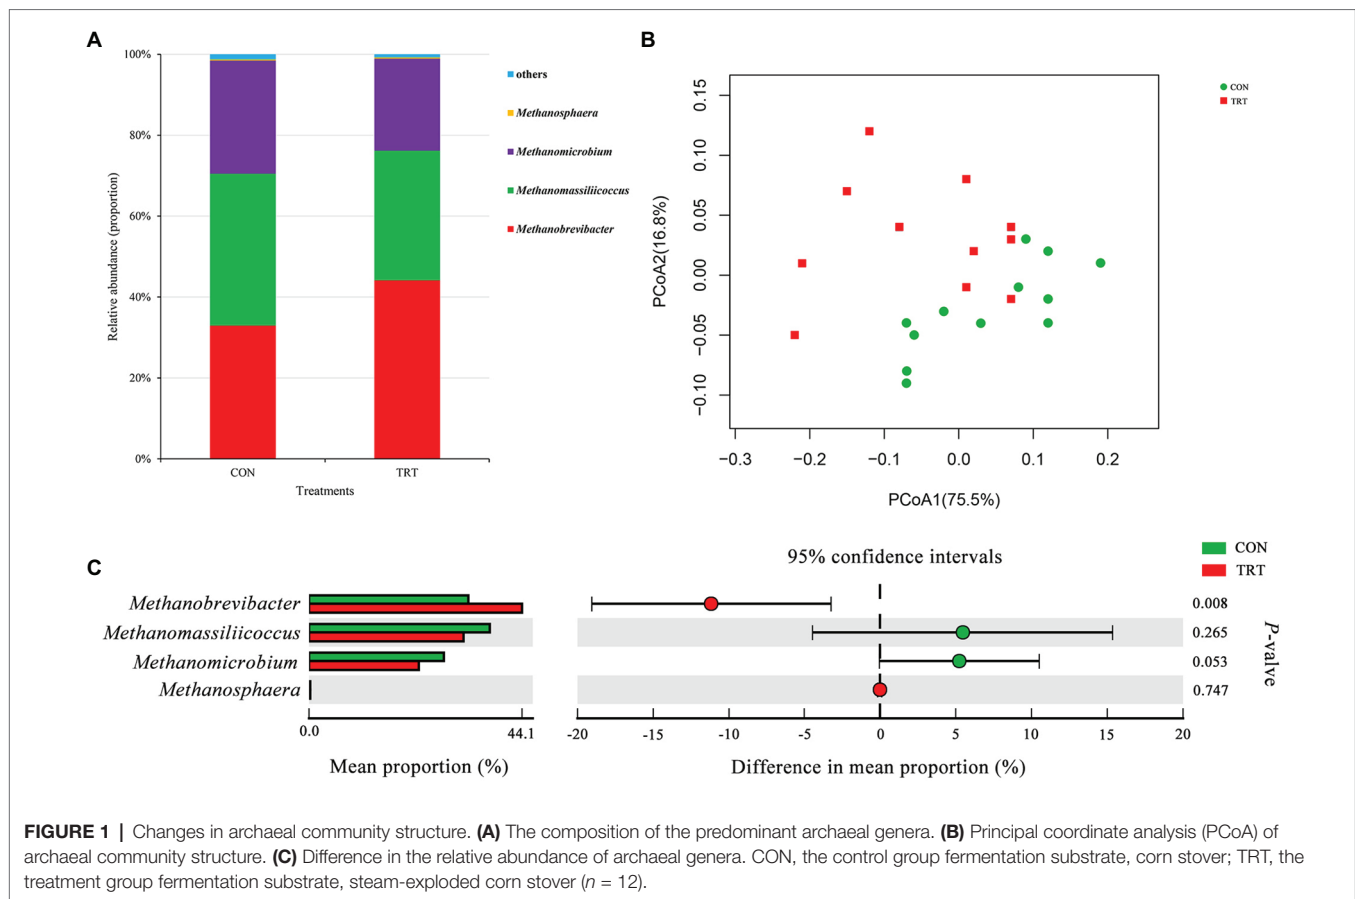 A
100%
80%
60%
40%
20%
0%
Relative abundance (proportion)
CON
TRT
Treatments
others
Methanosphaera
Methanomicrobium
Methanomassiliicoccus
Methanobrevibacter
B
0.15
0.10
0.05
0.00
−0.05
−0.10
PCoA2(16.8%)
−0.3
−0.2
−0.1
0.0
0.1
0.2
PCoA1(75.5%)
CON
TRT
C
95% confidence intervals
CON
TRT
Methanobrevibacter
0.008
Methanomassiliicoccus
0.265
Methanomicrobium
0.053
Methanosphaera
0.747
P-valve
0.0
44.1
Mean proportion (%)
-20
-15
-10
-5
0
5
10
15
20
Difference in mean proportion (%)
FIGURE 1 | Changes in archaeal community structure. (A) The composition of the predominant archaeal genera. (B) Principal coordinate analysis (PCoA) of
archaeal community structure. (C) Difference in the relative abundance of archaeal genera. CON, the control group fermentation substrate, corn stover; TRT, the
treatment group fermentation substrate, steam-exploded corn stover (n = 12).